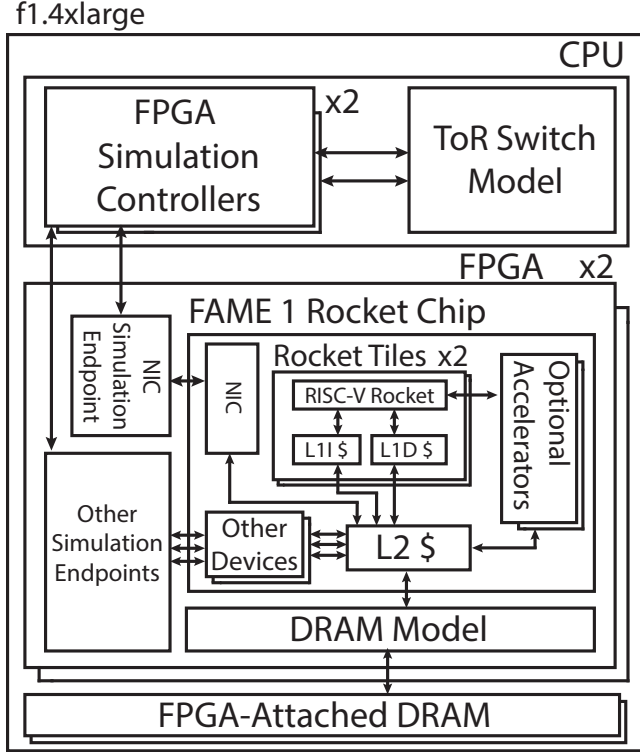 f1.4xlarge
CPU
FPGA
Simulation
Controllers
x2
ToR Switch
Model
FPGA x2
FAME 1 Rocket Chip
NIC
Simulation
Endpoint
NIC
Rocket Tiles x2
RISC-V Rocket
L1I $
L1D $
Optional
Accelerators
Other
Simulation
Endpoints
Other
Devices
L2 $
DRAM Model
FPGA-Attached DRAM